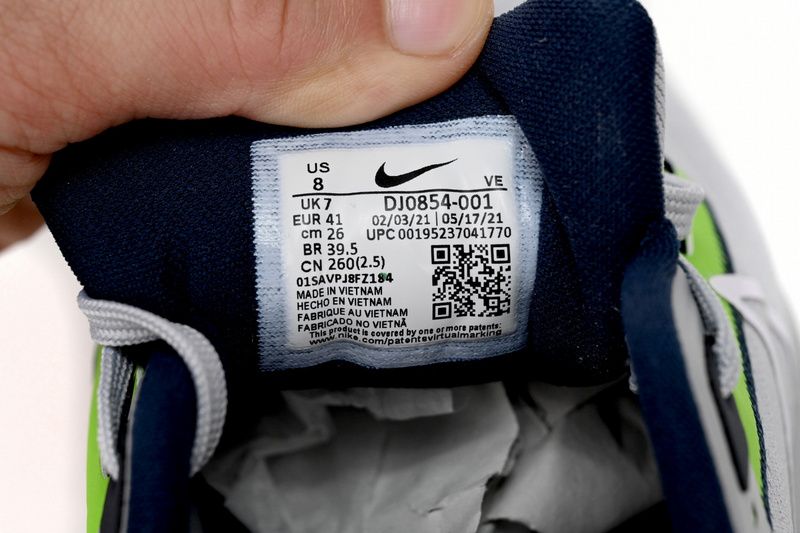 US
8
VE
UK 7
EUR 41
cm 26
BR 39.5
CN 260(2.5)
DJ0854-001
02/03/21 | 05/17/21
UPC 00195237041770
01SAVPJ8FZ184
MADE IN VIETNAM
HECHO EN VIETNAM
FABRIQUE AU VIETNAM
FABRICADO NO VIETNÃ
This product is covered by one or more patents:
www.nike.com/patentsvirtualmarking